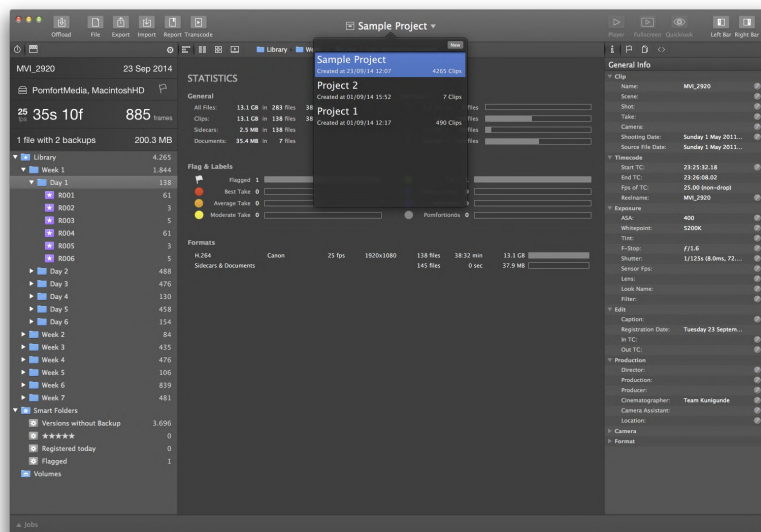 Sample Project ▾
Offload File Export Import Report Transcode
Player Fullscreen Quicklook Left Bar Right Bar
Library
MVI_2920 23 Sep 2014
PomfortMedia, MacintoshHD
25 fps 35s 10f 885 frames
1 file with 2 backups 200.3 MB
Library 4.265
Week 1 1.844
Day 1 138
R001 61
R002 3
R003 5
R004 61
R005 3
R006 5
Day 2 488
Day 3 476
Day 4 130
Day 5 458
Day 6 154
Week 2 84
Week 3 435
Week 4 476
Week 5 106
Week 6 839
Week 7 481
Smart Folders
Versions without Backup 3.696
★★★★★ 0
Registered today 0
Flagged 1
Volumes
Jobs
New
Sample Project
Created at 23/09/14 12:07 4265 Clips
Project 2
Created at 01/09/14 15:52 7 Clips
Project 1
Created at 01/09/14 12:17 490 Clips
STATISTICS
General
All Files: 13.1 GB in 283 files
Clips: 13.1 GB in 138 files
Sidecars: 2.5 MB in 138 files
Documents: 35.4 MB in 7 files
Flag & Labels
Flagged 1
Best Take 0
Average Take 0
Moderate Take 0
Pomfortionds 0
Formats
H.264 Canon 25 fps 1920x1080 138 files 38:32 min 13.1 GB
Sidecars & Documents 145 files 0 sec 37.9 MB
General Info
Clip
Name: MVI_2920
Scene:
Shot:
Take:
Camera:
Shooting Date: Sunday 1 May 2011...
Source File Date: Sunday 1 May 2011...
Timecode
Start TC: 23:25:32.18
End TC: 23:26:08.02
Fps of TC: 25.00 (non-drop)
Reelname: MVI_2920
Exposure
ASA: 400
Whitepoint: 5200K
Tint:
F-Stop: ƒ/1.6
Shutter: 1/125s (8.0ms, 72....
Sensor Fps:
Lens:
Look Name:
Filter:
Edit
Caption:
Registration Date: Tuesday 23 Septem...
In TC:
Out TC:
Production
Director:
Production:
Producer:
Cinematographer: Team Kunigunde
Camera Assistant:
Location:
Camera
Format